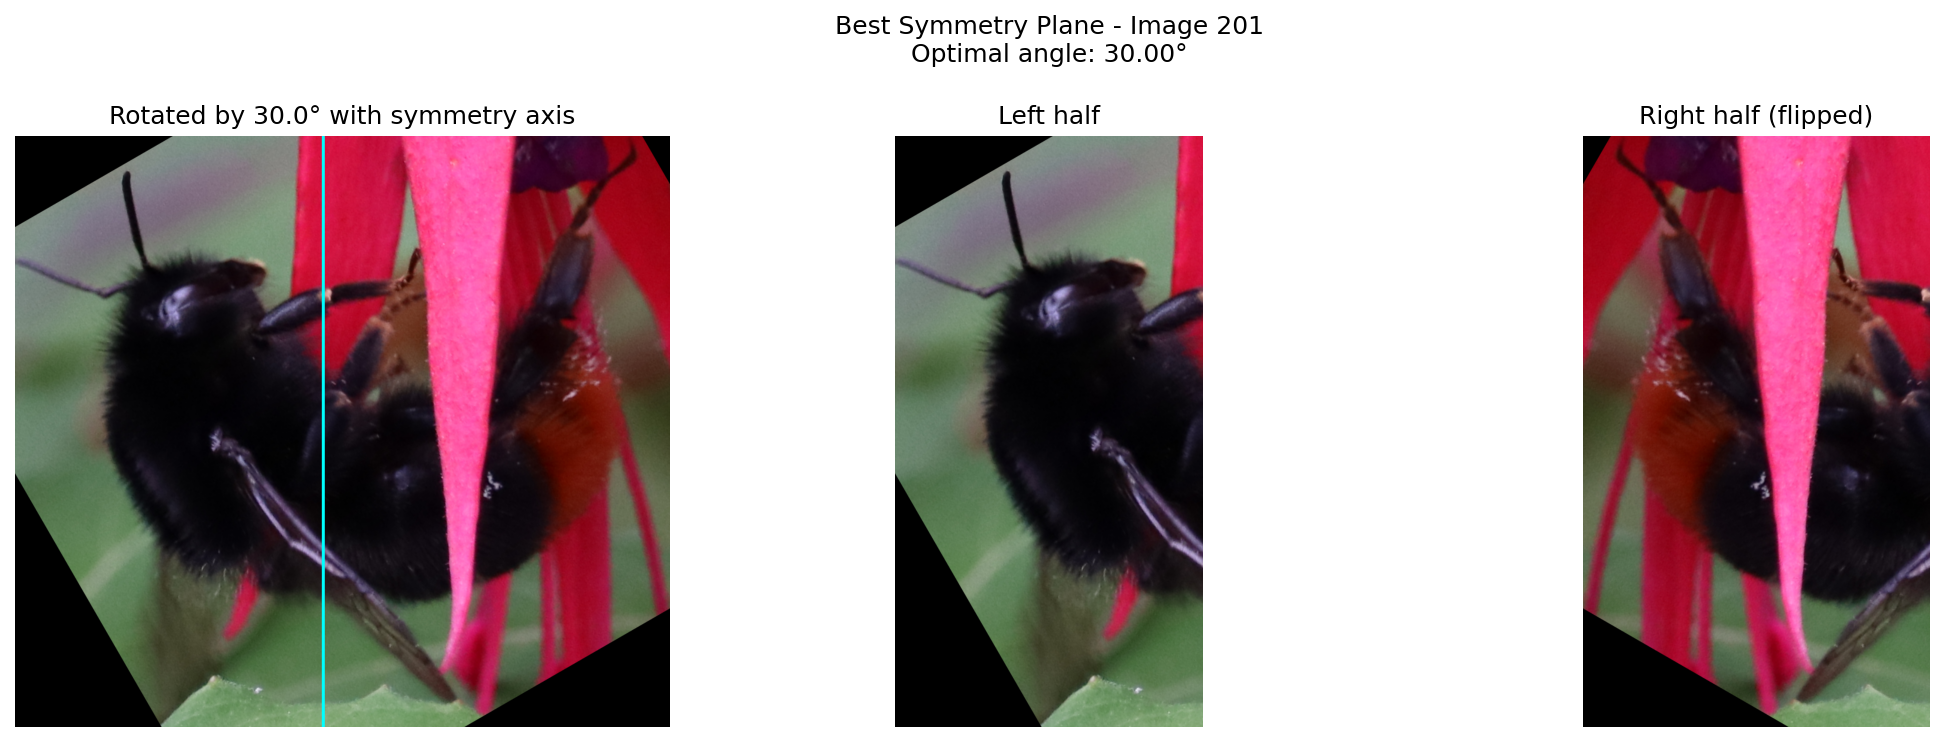 Best Symmetry Plane - Image 201
Optimal angle: 30.00°
Rotated by 30.0° with symmetry axis
Left half
Right half (flipped)